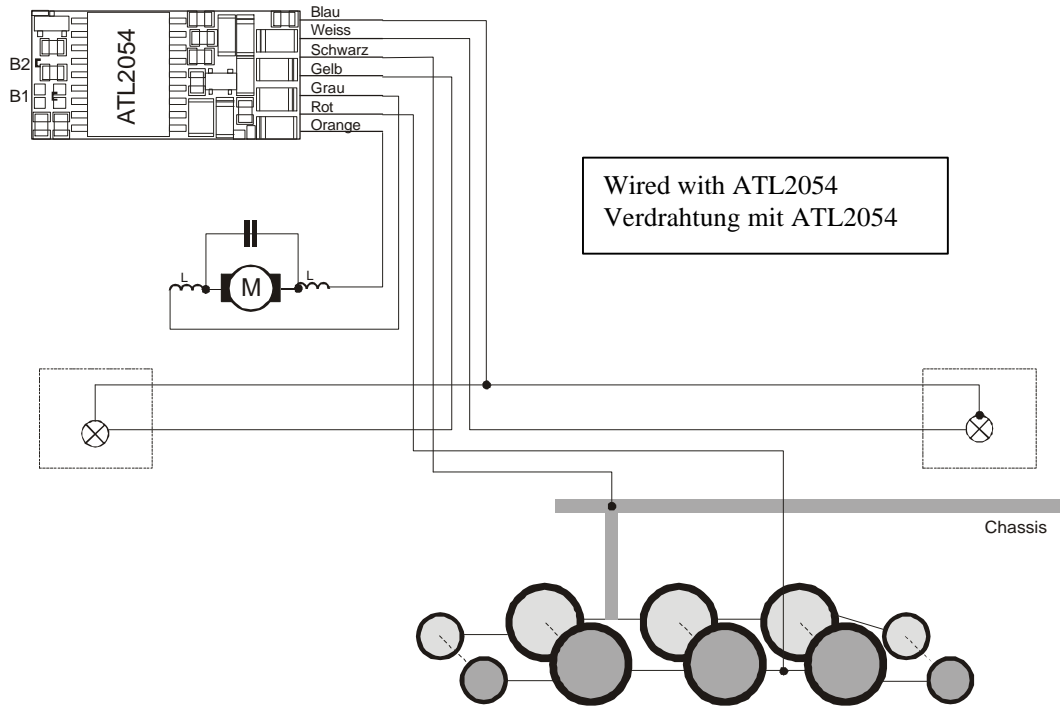 Blau
Weiss
Schwarz
B2
Gelb
B1
Grau
Rot
Orange
ATL2054
Wired with ATL2054
Verdrahtung mit ATL2054
L
M
L
Chassis